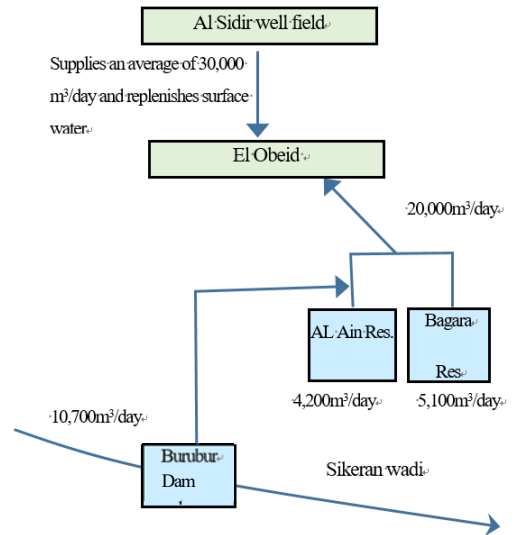 Al Sidir well field
Supplies an average of 30,000
m³/day and replenishes surface
water
El Obeid
20,000m³/day
AL Ain Res.
Bagara
Res
4,200m³/day
5,100m³/day
10,700m³/day
Burubur
Dam
Sikeran wadi